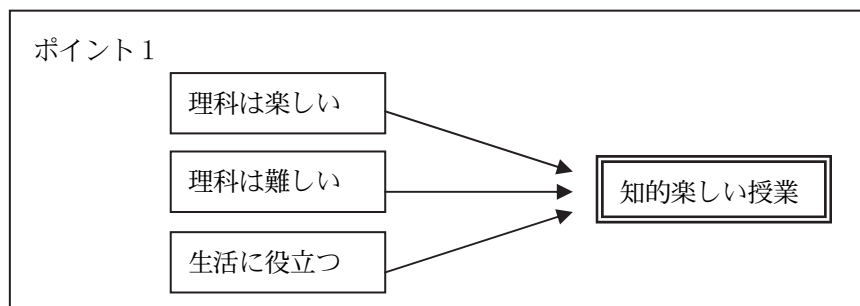 ポイント1
理科は楽しい
理科は難しい
知的楽しい授業
生活に役立つ